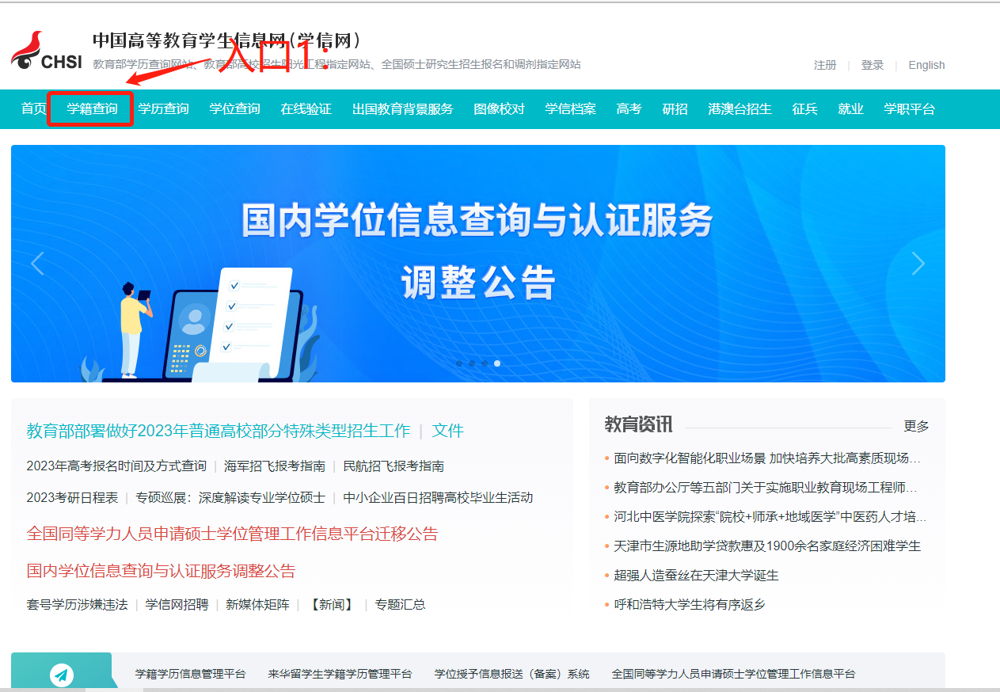 中国高等教育学生信息网（学信网）
入口1：
CHSI
教育部学历查询网站、教育部高校招生阳光工程指定网站、全国硕士研究生招生报名和调剂指定网站
注册 | 登录 | English
首页 学籍查询 学历查询 学位查询 在线验证 出国教育背景服务 图像校对 学信档案 高考 研招 港澳台招生 征兵 就业 学职平台
国内学位信息查询与认证服务
调整公告
教育部部署做好2023年普通高校部分特殊类型招生工作 | 文件
2023年高考报名时间及方式查询 | 海军招飞报考指南 | 民航招飞报考指南
2023考研日程表 | 专硕巡展：深度解读专业学位硕士 | 中小企业百日招聘高校毕业生活动
全国同等学力人员申请硕士学位管理工作信息平台迁移公告
国内学位信息查询与认证服务调整公告
套号学历涉嫌违法 | 学信网招聘 | 新媒体矩阵 | 【新闻】 | 专题汇总
教育资讯 更多
面向数字化智能化职业场景 加快培养大批高素质现场...
教育部办公厅等五部门关于实施职业教育现场工程师...
河北中医学院探索“院校+师承+地域医学”中医药人才培...
天津市生源地助学贷款惠及1900余名家庭经济困难学生
超强人造蚕丝在天津大学诞生
呼和浩特大学生将有序返乡
学籍学历信息管理平台 来华留学生学籍学历管理平台 学位授予信息报送（备案）系统 全国同等学力人员申请硕士学位管理工作信息平台